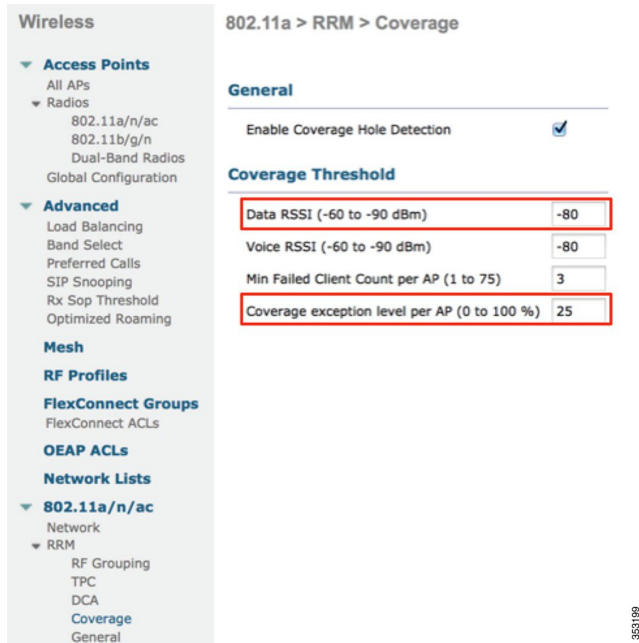 Wireless
Access Points
All APs
Radios
802.11a/n/ac
802.11b/g/n
Dual-Band Radios
Global Configuration
Advanced
Load Balancing
Band Select
Preferred Calls
SIP Snooping
Rx Sop Threshold
Optimized Roaming
Mesh
RF Profiles
FlexConnect Groups
FlexConnect ACLs
OEAP ACLs
Network Lists
802.11a/n/ac
Network
RRM
RF Grouping
TPC
DCA
Coverage
General
802.11a > RRM > Coverage
General
Enable Coverage Hole Detection
Coverage Threshold
Data RSSI (-60 to -90 dBm) -80
Voice RSSI (-60 to -90 dBm) -80
Min Failed Client Count per AP (1 to 75) 3
Coverage exception level per AP (0 to 100 %) 25
353199